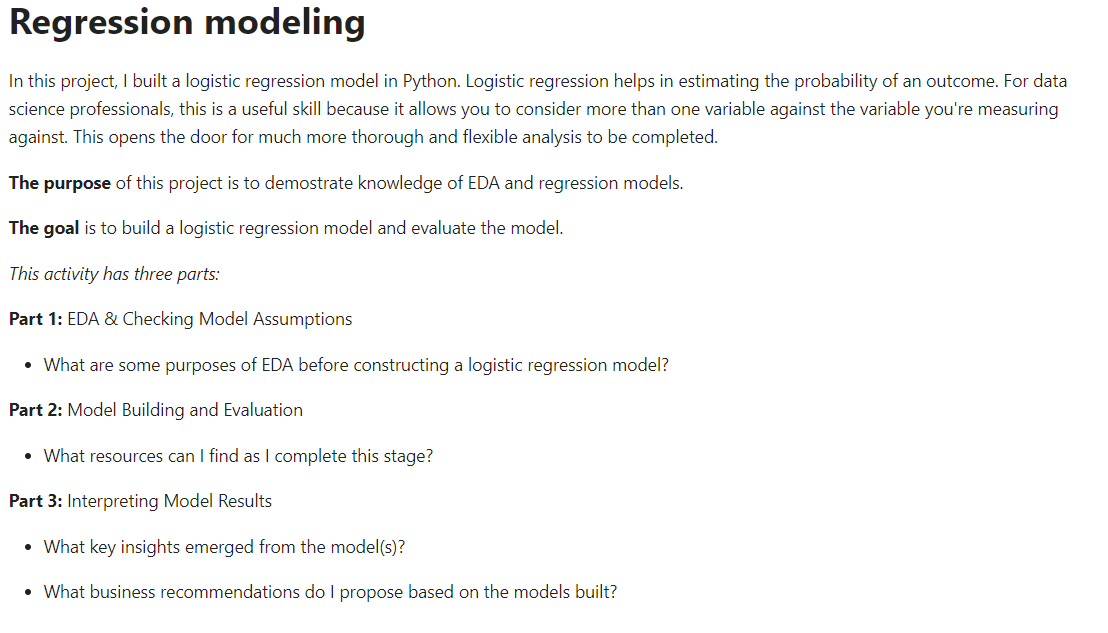 Regression modeling
In this project, I built a logistic regression model in Python. Logistic regression helps in estimating the probability of an outcome. For data
science professionals, this is a useful skill because it allows you to consider more than one variable against the variable you're measuring
against. This opens the door for much more thorough and flexible analysis to be completed.
The purpose of this project is to demostrate knowledge of EDA and regression models.
The goal is to build a logistic regression model and evaluate the model.
This activity has three parts:
Part 1: EDA & Checking Model Assumptions
• What are some purposes of EDA before constructing a logistic regression model?
Part 2: Model Building and Evaluation
• What resources can I find as I complete this stage?
Part 3: Interpreting Model Results
• What key insights emerged from the model(s)?
• What business recommendations do I propose based on the models built?